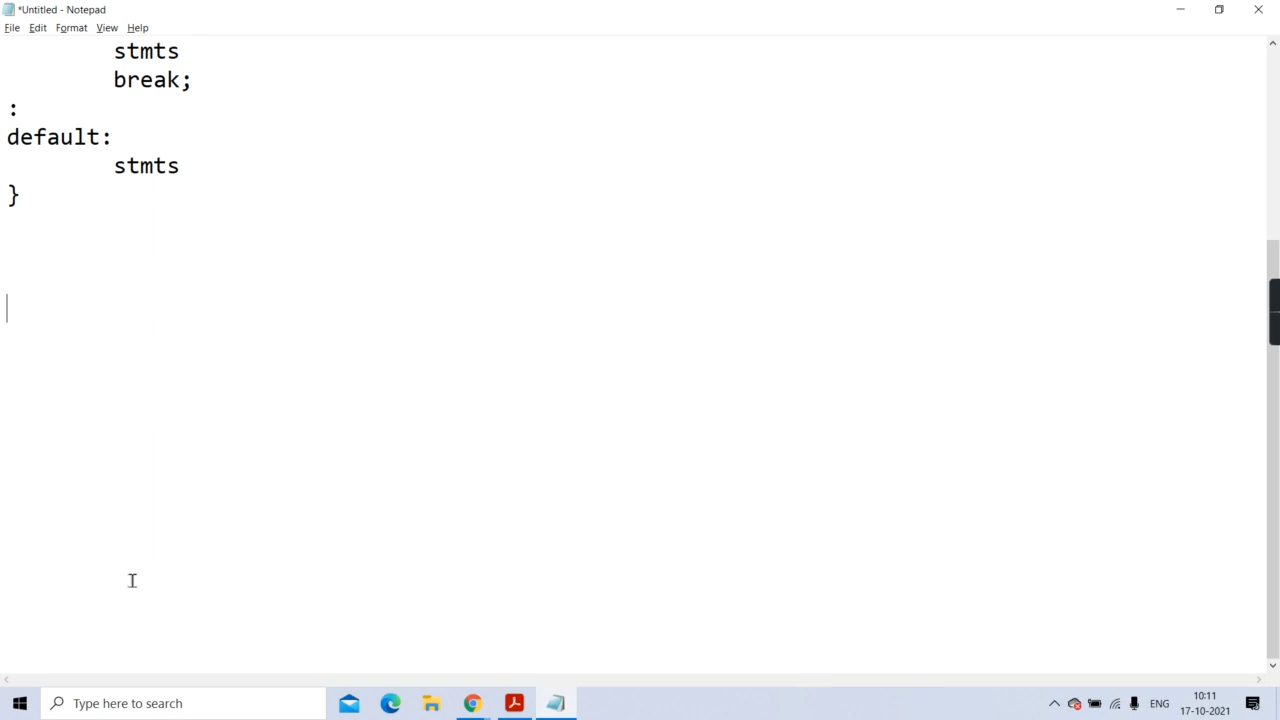 *Untitled - Notepad
File Edit Format View Help
stmts
break;
:
default:
stmts
}
Type here to search
ENG
10:11
17-10-2021